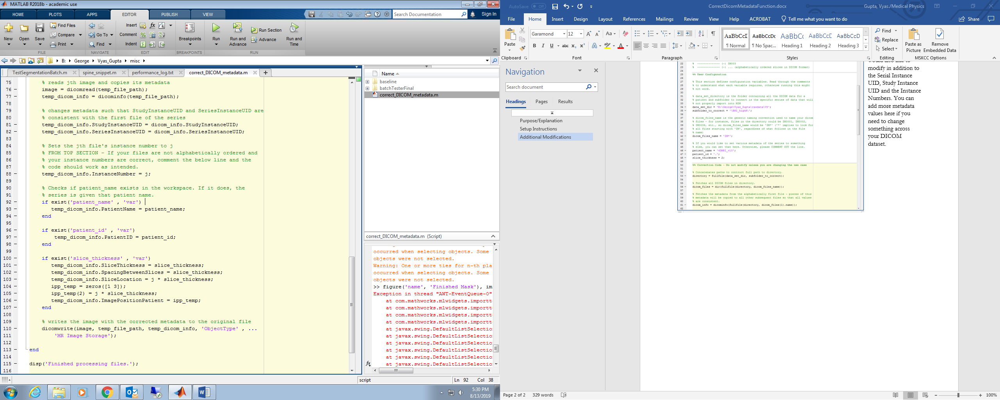 MATLAB R2018b - academic use
HOME PLOTS APPS EDITOR PUBLISH VIEW Search Documentation Sign In
New Open Save Find Files Compare Print Go To Find Insert Comment Indent Breakpoints Run Run and Advance Run Section Advance Run and Time
FILE NAVIGATE EDIT BREAKPOINTS RUN
B: George Vyas_Gupta misc
TestSegmentationBatch.m spine_snippet.m performance_log.txt correct_DICOM_metadata.m
75 % reads jth image and copies its metadata
76 image = dicomread(temp_file_path);
77 temp_dicom_info = dicominfo(temp_file_path);
78
79 % changes metadata such that StudyInstanceUID and SeriesInstanceUID are
80 % consistent with the first file of the series
81 temp_dicom_info.StudyInstanceUID = dicom_info.StudyInstanceUID;
82 temp_dicom_info.SeriesInstanceUID = dicom_info.SeriesInstanceUID;
83
84 % Sets the jth file's instance number to j
85 % FROM TOP SECTION - If your files are not alphabetically ordered and
86 % your instance numbers are correct, comment the below line and the
87 % code should work as intended.
88 temp_dicom_info.InstanceNumber = j;
89
90 % Checks if patient_name exists in the workspace. If it does, the
91 % series is given that patient name.
92 if exist('patient_name' , 'var')
93 temp_dicom_info.PatientName = patient_name;
94 end
95
96 if exist('patient_id' , 'var')
97 temp_dicom_info.PatientID = patient_id;
98 end
99
100 if exist('slice_thickness' , 'var')
101 temp_dicom_info.SliceThickness = slice_thickness;
102 temp_dicom_info.SpacingBetweenSlices = slice_thickness;
103 temp_dicom_info.SliceLocation = j * slice_thickness;
104 ipp_temp = zeros([1 3]);
105 ipp_temp(2) = j * slice_thickness;
106 temp_dicom_info.ImagePositionPatient = ipp_temp;
107 end
108
109 % writes the image with the corrected metadata to the original file
110 dicomwrite(image, temp_file_path, temp_dicom_info, 'ObjectType' , ...
111 'MR Image Storage');
112
113 end
114
115 disp('Finished processing files.');
116
Name
baseline
batchTesterFinal
correct_DICOM_metadata.m
correct_DICOM_metadata.m (Script)
occurred when selecting objects. Some
objects were not selected.
Warning: One or more ties for n-th pla
occurred when selecting objects. Some
objects were not selected.
>> figure('name', 'Finished Mask'), im
Exception in thread "AWT-EventQueue-0"
at com.mathworks.mlwidgets.importt
at com.mathworks.mlwidgets.importt
at com.mathworks.mlwidgets.importt
at com.mathworks.mlwidgets.importt
at javax.swing.DefaultListSelectio
at javax.swing.DefaultListSelectio
at javax.swing.DefaultListSelectio
at javax.swing.DefaultListSelectio
at javax.swing.DefaultListSelectio
at javax.swing.DefaultListSelectio
fx
script Ln 92 Col 38
5:30 PM
8/13/2019
AutoSave Off CorrectDicomMetadataFunction.docx Gupta, Vyas./Medical Physics
File Home Insert Design Layout References Mailings Review View Help ACROBAT Tell me what you want to do Share
Paste Garamond 12 Find Replace Select
AaBbCcI AaBbCcDc AaBbC( AaBbCcE AaBbCcD
¶ Normal ¶ No Spac... Heading 1 Heading 2 Heading 3
Paste as Picture Remove Embedded Data
Clipboard Font Paragraph Styles Editing MSKCC Options
Navigation
Search document
Headings Pages Results
Purpose/Explanation
Setup Instructions
Additional Modifications
22 % -------------- (-) IM003
23 % -------------- (-) ... (alphabetically ordered slices in DICOM format)
24
25 %% User Configuration
26
27 % This section defines configuration variables. Read through the comments
28 % to understand what each variable requires, otherwise running this might
29 % not work.
30
31 % data_set_directory is the folder containing all the DICOM data for a
32 % patient and subfolder to connect is the specific series of data that will
33 % not properly import into MIM
34 data_set_dir = 'B:\George\Vyas_Gupta\rawdata\V8';
35 subfolder_to_correct = '\BHI_highR\';
36
37 % dicom_files_name is the generic naming convention used to name your dicom
38 % files - for instance, files in the directory could be IM0001, IM0002,
39 % IM0034, etc., so dicom_files_name would be 'IM*' ('*' implies to look for
40 % all files starting with 'IM', regardless of what follows in the file
41 % name)
42 dicom_files_name = 'IM*';
43
44 % If you would like to set various metadata of the series to something
45 % else, you can set that here. Otherwise, please COMMENT OUT the line.
46 patient_name = '4DMRI_v10';
47 patient_id = '.';
48 slice_thickness = 2;
49
50 %% Correction Code - Do not modify unless you are changing the use case
51
52 % Concatenates paths to contruct full path to directory.
53 directory = fullfile(data_set_dir, subfolder_to_correct);
54
55 % Fetches all DICOM files in directory.
56 dicom_files = dir(fullfile(directory, dicom_files_name));
57
58 % Fetches the metadata from the alphabetically first file - pieces of this
59 % metadata will be copied to all other subsequent files so that all values
60 % are consistent.
61 dicom_info = dicominfo(fullfile(directory, dicom_files(1).name));
62
would also like to
modify in addition to
the Serial Instance
UID, Study Instance
UID and the Instance
Numbers. You can
add more metadata
values here if you
need to change
something across
your DICOM
dataset.
Page 2 of 2 329 words 100%